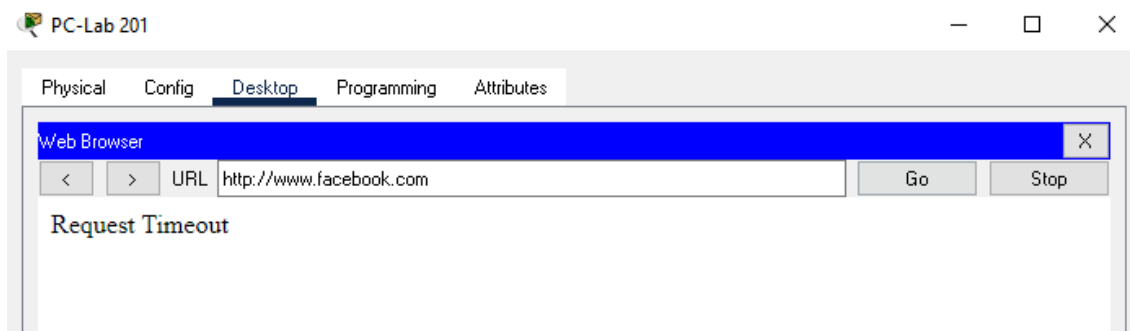 PC-Lab 201
Physical Config Desktop Programming Attributes
Web Browser X
< > URL http://www.facebook.com Go Stop
Request Timeout